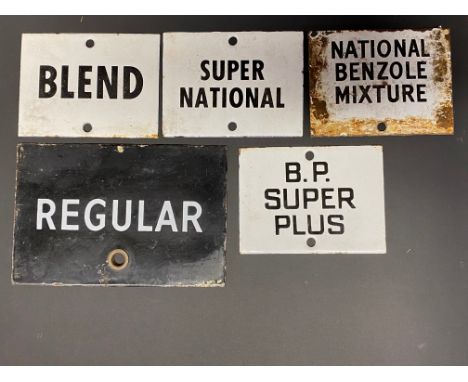 BLEND
SUPER
NATIONAL
NATIONAL
BENZOLE
MIXTURE
REGULAR
B.P.
SUPER
PLUS